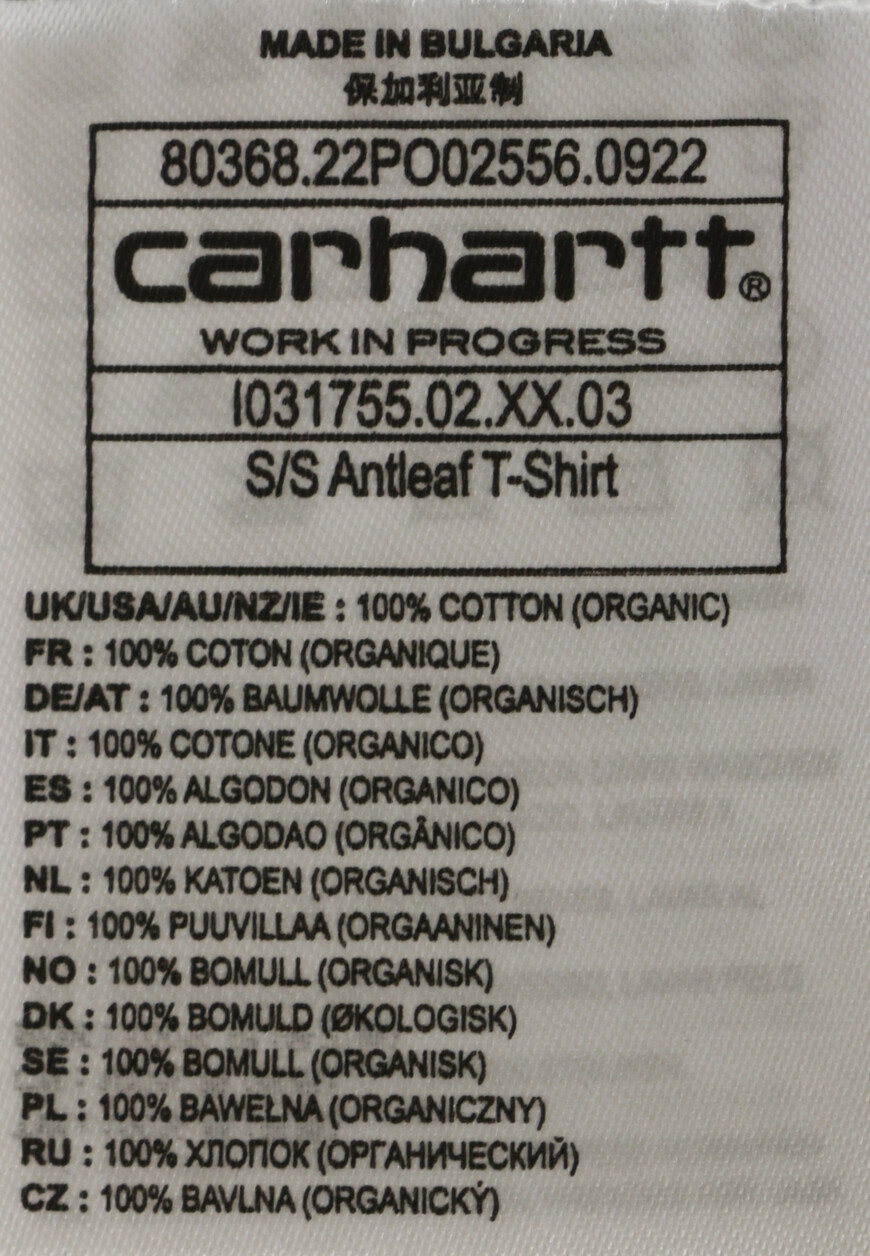 MADE IN BULGARIA
保加利亚制
80368.22PO02556.0922
carhartt®
WORK IN PROGRESS
I031755.02.XX.03
S/S Antleaf T-Shirt
UK/USA/AU/NZ/IE : 100% COTTON (ORGANIC)
FR : 100% COTON (ORGANIQUE)
DE/AT : 100% BAUMWOLLE (ORGANISCH)
IT : 100% COTONE (ORGANICO)
ES : 100% ALGODON (ORGANICO)
PT : 100% ALGODAO (ORGÂNICO)
NL : 100% KATOEN (ORGANISCH)
FI : 100% PUUVILLAA (ORGAANINEN)
NO : 100% BOMULL (ORGANISK)
DK : 100% BOMULD (ØKOLOGISK)
SE : 100% BOMULL (ORGANISK)
PL : 100% BAWEŁNA (ORGANICZNY)
RU : 100% ХЛОПОК (ОРГАНИЧЕСКИЙ)
CZ : 100% BAVLNA (ORGANICKÝ)